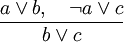 a ∨ b,  ¬a ∨ c
b ∨ c